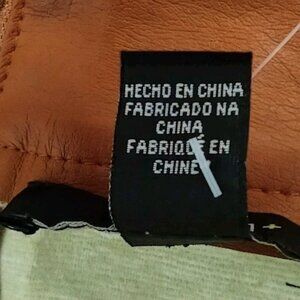 HECHO EN CHINA
FABRICADO NA
CHINA
FABRIQUÉ EN
CHINE